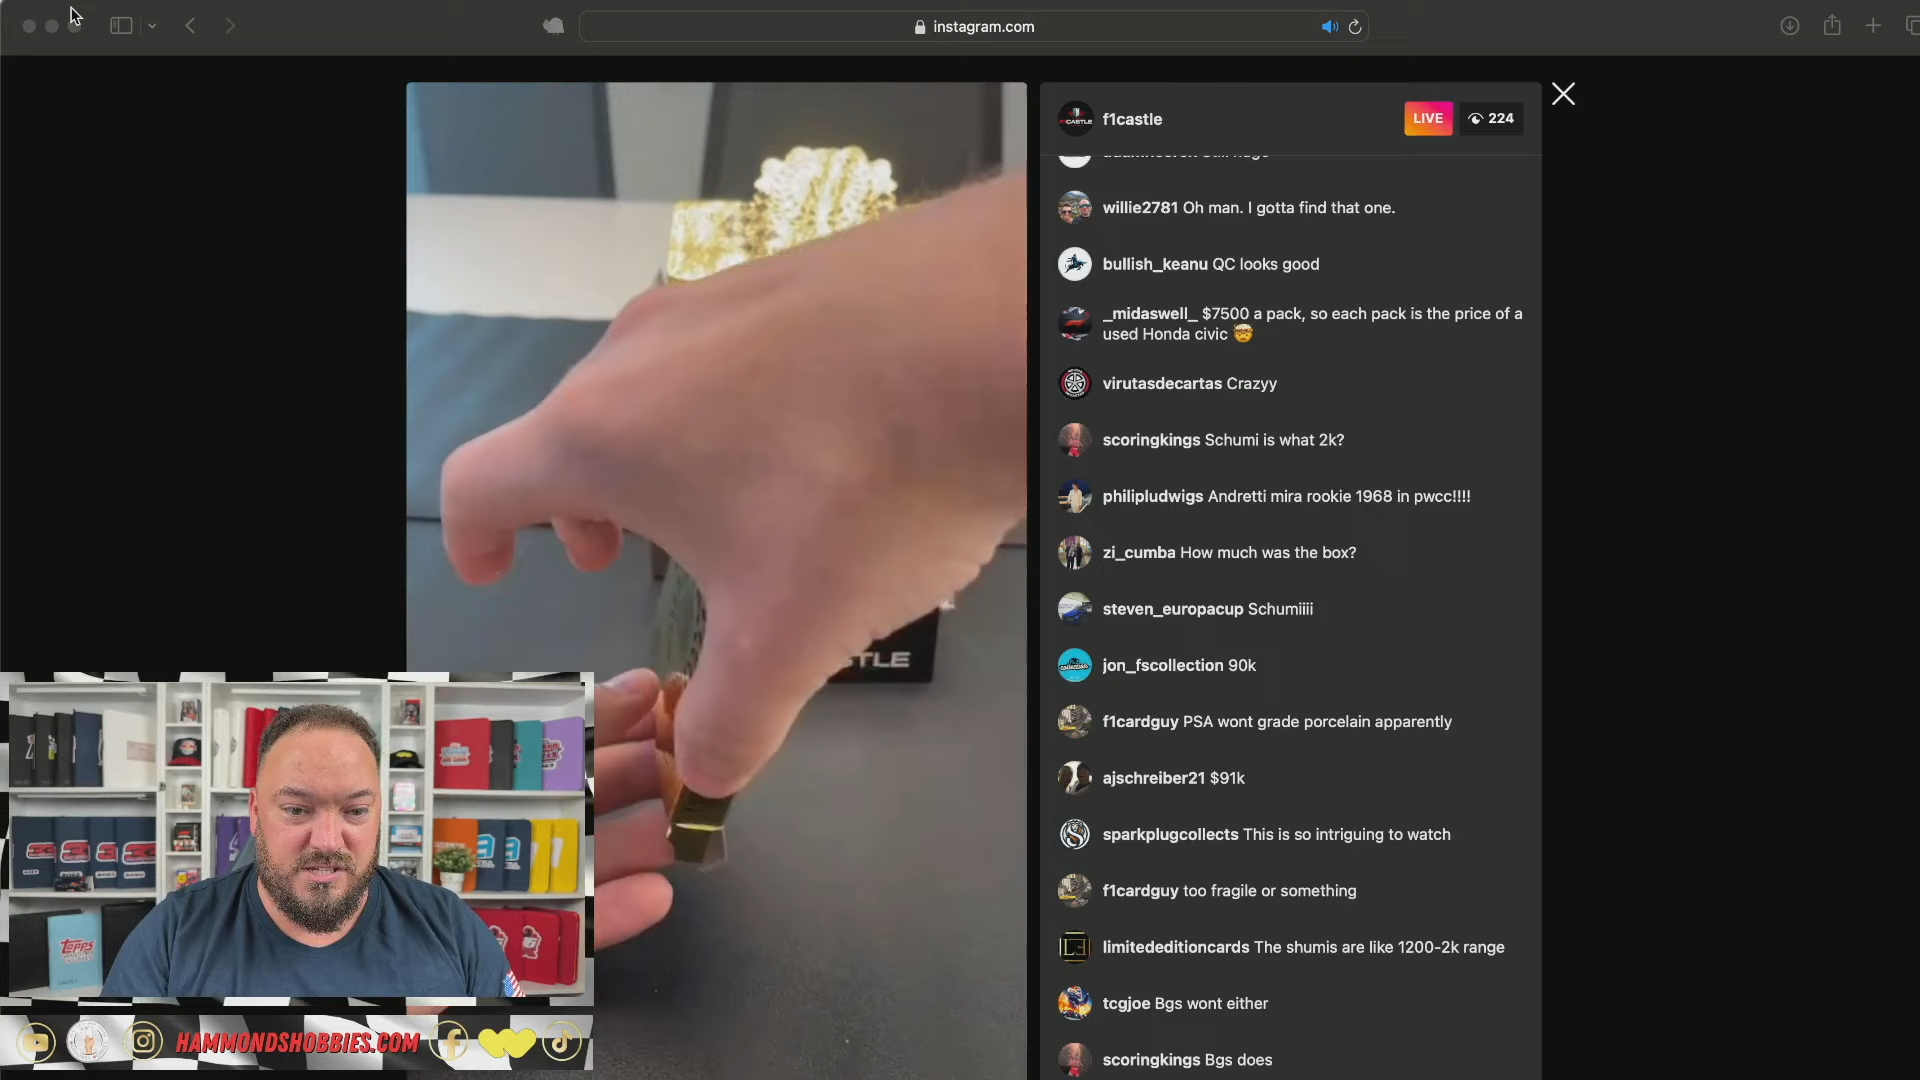 instagram.com
f1castle
LIVE
224
willie2781 Oh man. I gotta find that one.
bullish_keanu QC looks good
_midaswell_ $7500 a pack, so each pack is the price of a
used Honda civic 🤯
virutasdecartas Crazyy
scoringkings Schumi is what 2k?
philipludwigs Andretti mira rookie 1968 in pwcc!!!!
zi_cumba How much was the box?
steven_europacup Schumiiii
jon_fscollection 90k
f1cardguy PSA wont grade porcelain apparently
ajschreiber21 $91k
sparkplugcollects This is so intriguing to watch
f1cardguy too fragile or something
limitededitioncards The shumis are like 1200-2k range
tcgjoe Bgs wont either
scoringkings Bgs does
STLE
topps
HAMMONDSHOBBIES.COM